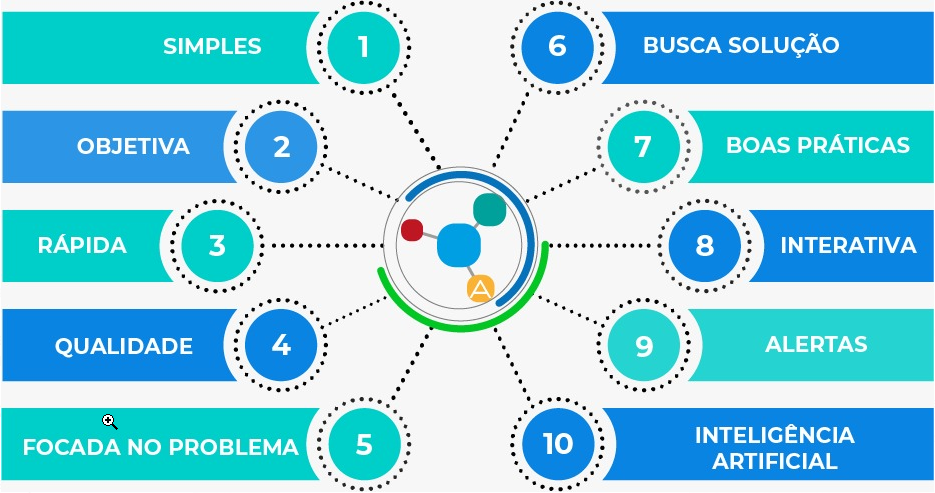 SIMPLES
1
OBJETIVA
2
RÁPIDA
3
QUALIDADE
4
FOCADA NO PROBLEMA
5
6
BUSCA SOLUÇÃO
7
BOAS PRÁTICAS
8
INTERATIVA
9
ALERTAS
10
INTELIGÊNCIA
ARTIFICIAL